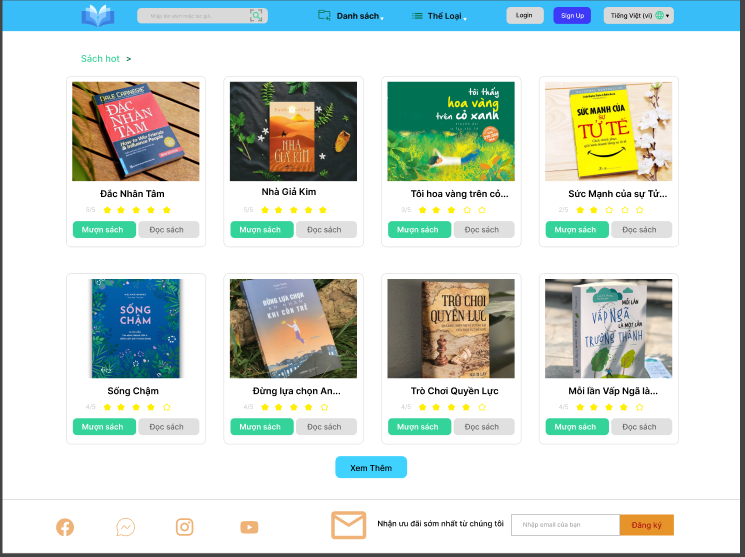 Nhập tên sách hoặc tác giả
Danh sách
Thể Loại
Login
Sign Up
Tiếng Việt (vi)
Sách hot >
DALE CARNEGIE
ĐẮC
NHÂN
TÂM
How to Win Friends
& Influence People
NHÀ
GIẢ KIM
tôi thấy
hoa vàng
trên cỏ xanh
SỨC MẠNH CỦA
SỰ
TỬ TẾ
Đắc Nhân Tâm
Nhà Giả Kim
Tôi hoa vàng trên cỏ...
Sức Mạnh của sự Tử...
5/5
5/5
3/5
2/5
Mượn sách
Đọc sách
Mượn sách
Đọc sách
Mượn sách
Đọc sách
Mượn sách
Đọc sách
SỐNG
CHẬM
ĐỪNG LỰA CHỌN
AN NHÀN
KHI CÒN TRẺ
TRÒ CHƠI
QUYỀN LỰC
MỖI LẦN
VẤP NGÃ
LÀ MỘT LẦN
TRƯỞNG THÀNH
Sống Chậm
Đừng lựa chọn An...
Trò Chơi Quyền Lực
Mỗi lần Vấp Ngã là...
4/5
4/5
4/5
4/5
Mượn sách
Đọc sách
Mượn sách
Đọc sách
Mượn sách
Đọc sách
Mượn sách
Đọc sách
Xem Thêm
Nhận ưu đãi sớm nhất từ chúng tôi
Nhập email của bạn
Đăng ký